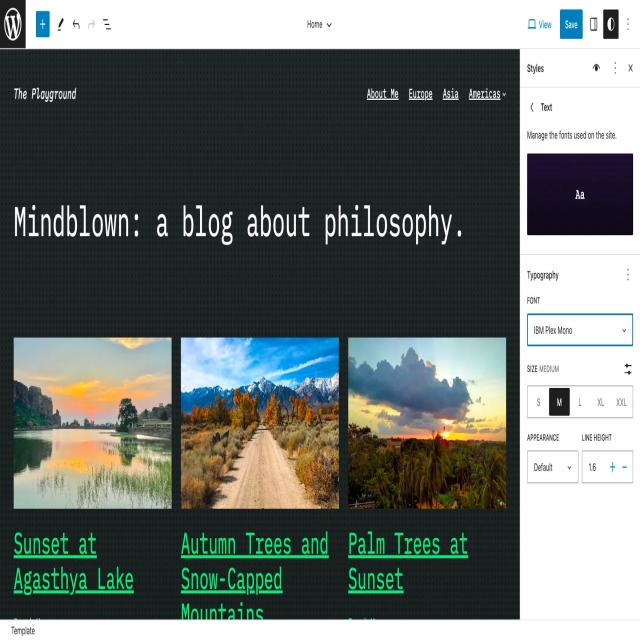 Home
View
Save
The Playground
About Me Europe Asia Americas
Mindblown: a blog about philosophy.
Sunset at
Agasthya Lake
Autumn Trees and
Snow-Capped
Mountains
Palm Trees at
Sunset
Styles
Text
Manage the fonts used on the site.
Aa
Typography
FONT
IBM Plex Mono
SIZE MEDIUM
S M L XL XXL
APPEARANCE LINE HEIGHT
Default 1.6
Template